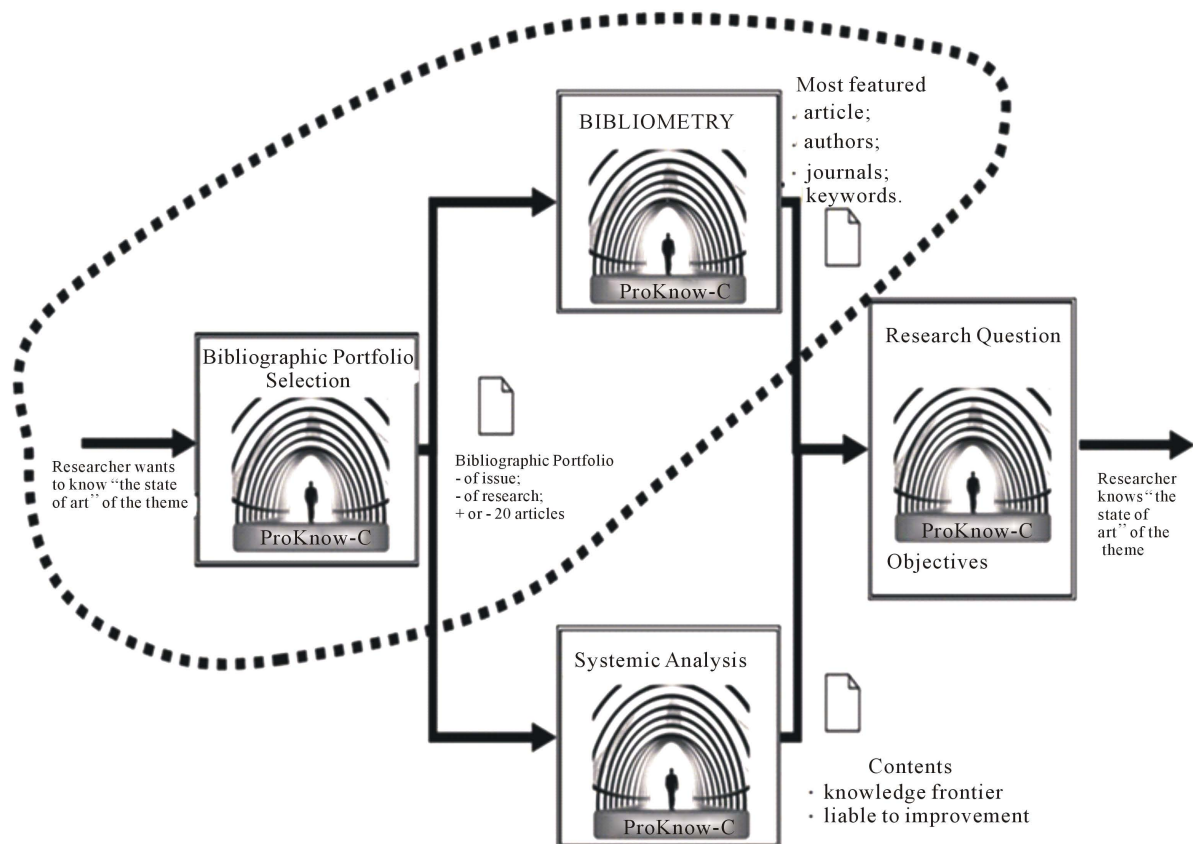 Researcher wants
to know “the state
of art” of the theme
Bibliographic Portfolio
Selection
ProKnow-C
Bibliographic Portfolio
- of issue;
- of research;
+ or - 20 articles
BIBLIOMETRY
ProKnow-C
Most featured
· article;
· authors;
· journals;
keywords.
Systemic Analysis
ProKnow-C
Contents
· knowledge frontier
· liable to improvement
Research Question
ProKnow-C
Objectives
Researcher
knows “the
state of
art” of the
theme